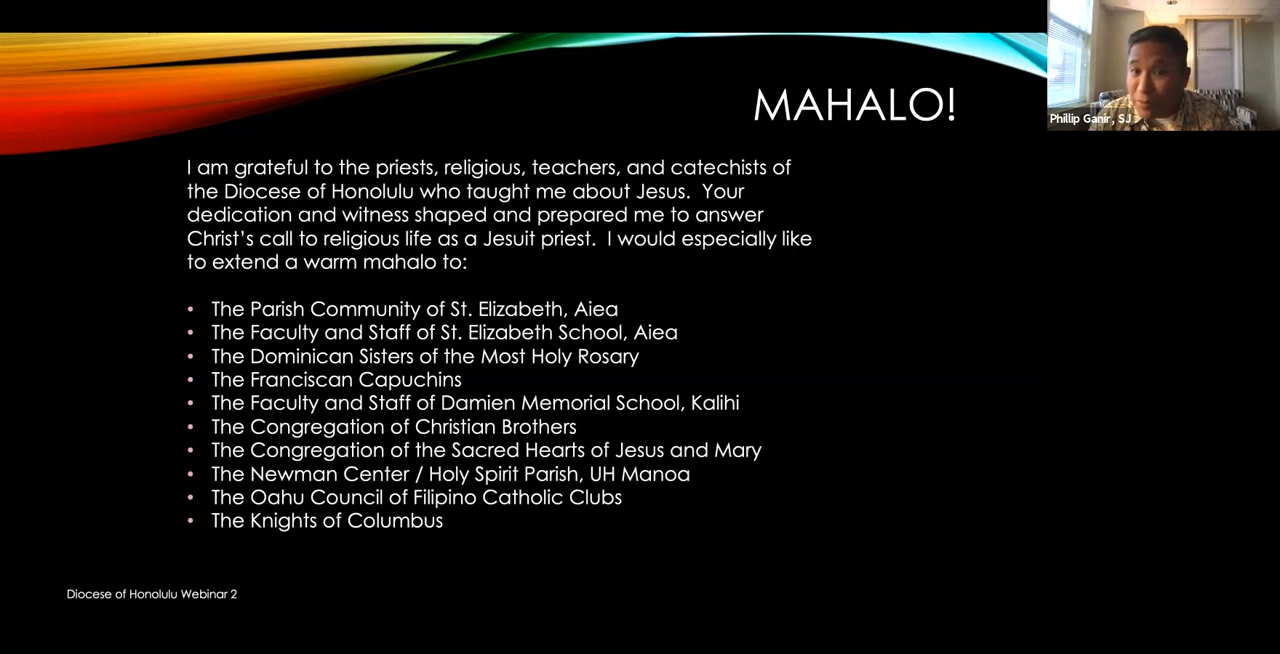 MAHALO!
Phillip Ganir, SJ
I am grateful to the priests, religious, teachers, and catechists of
the Diocese of Honolulu who taught me about Jesus.  Your
dedication and witness shaped and prepared me to answer
Christ's call to religious life as a Jesuit priest.  I would especially like
to extend a warm mahalo to:
• The Parish Community of St. Elizabeth, Aiea
• The Faculty and Staff of St. Elizabeth School, Aiea
• The Dominican Sisters of the Most Holy Rosary
• The Franciscan Capuchins
• The Faculty and Staff of Damien Memorial School, Kalihi
• The Congregation of Christian Brothers
• The Congregation of the Sacred Hearts of Jesus and Mary
• The Newman Center / Holy Spirit Parish, UH Manoa
• The Oahu Council of Filipino Catholic Clubs
• The Knights of Columbus
Diocese of Honolulu Webinar 2